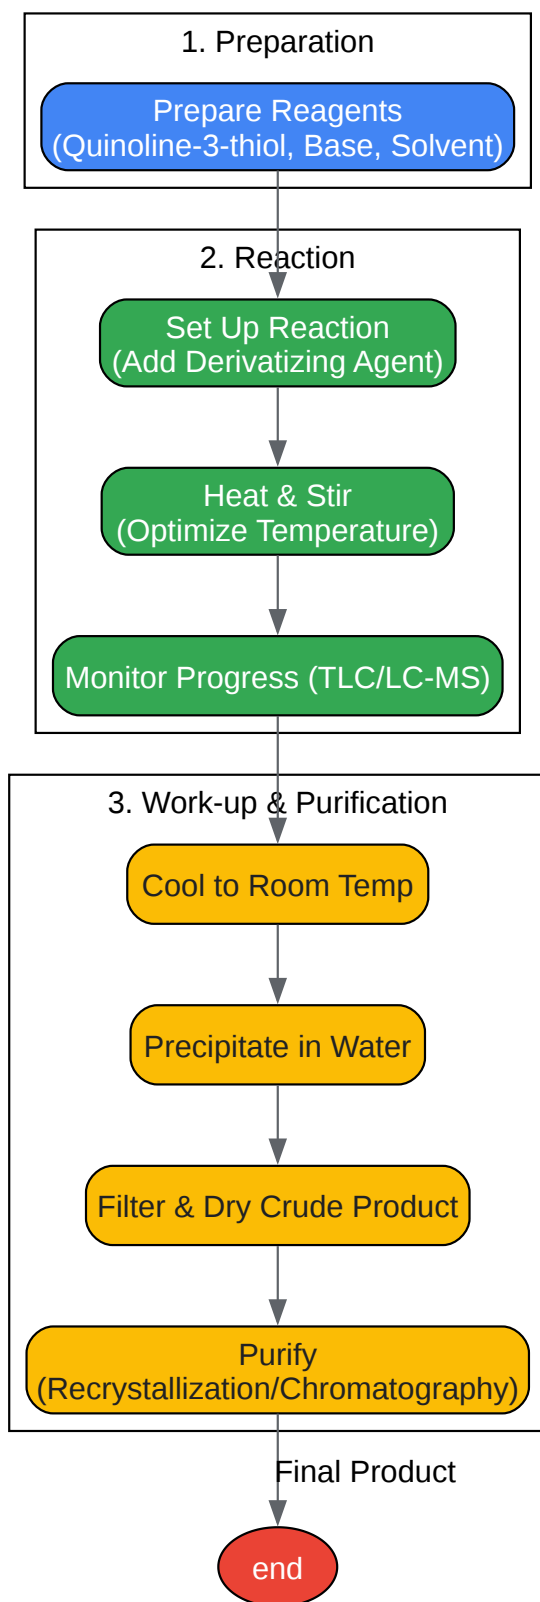 1. Preparation
Prepare Reagents
(Quinoline-3-thiol, Base, Solvent)
2. Reaction
Set Up Reaction
(Add Derivatizing Agent)
Heat & Stir
(Optimize Temperature)
Monitor Progress (TLC/LC-MS)
3. Work-up & Purification
Cool to Room Temp
Precipitate in Water
Filter & Dry Crude Product
Purify
(Recrystallization/Chromatography)
Final Product
end